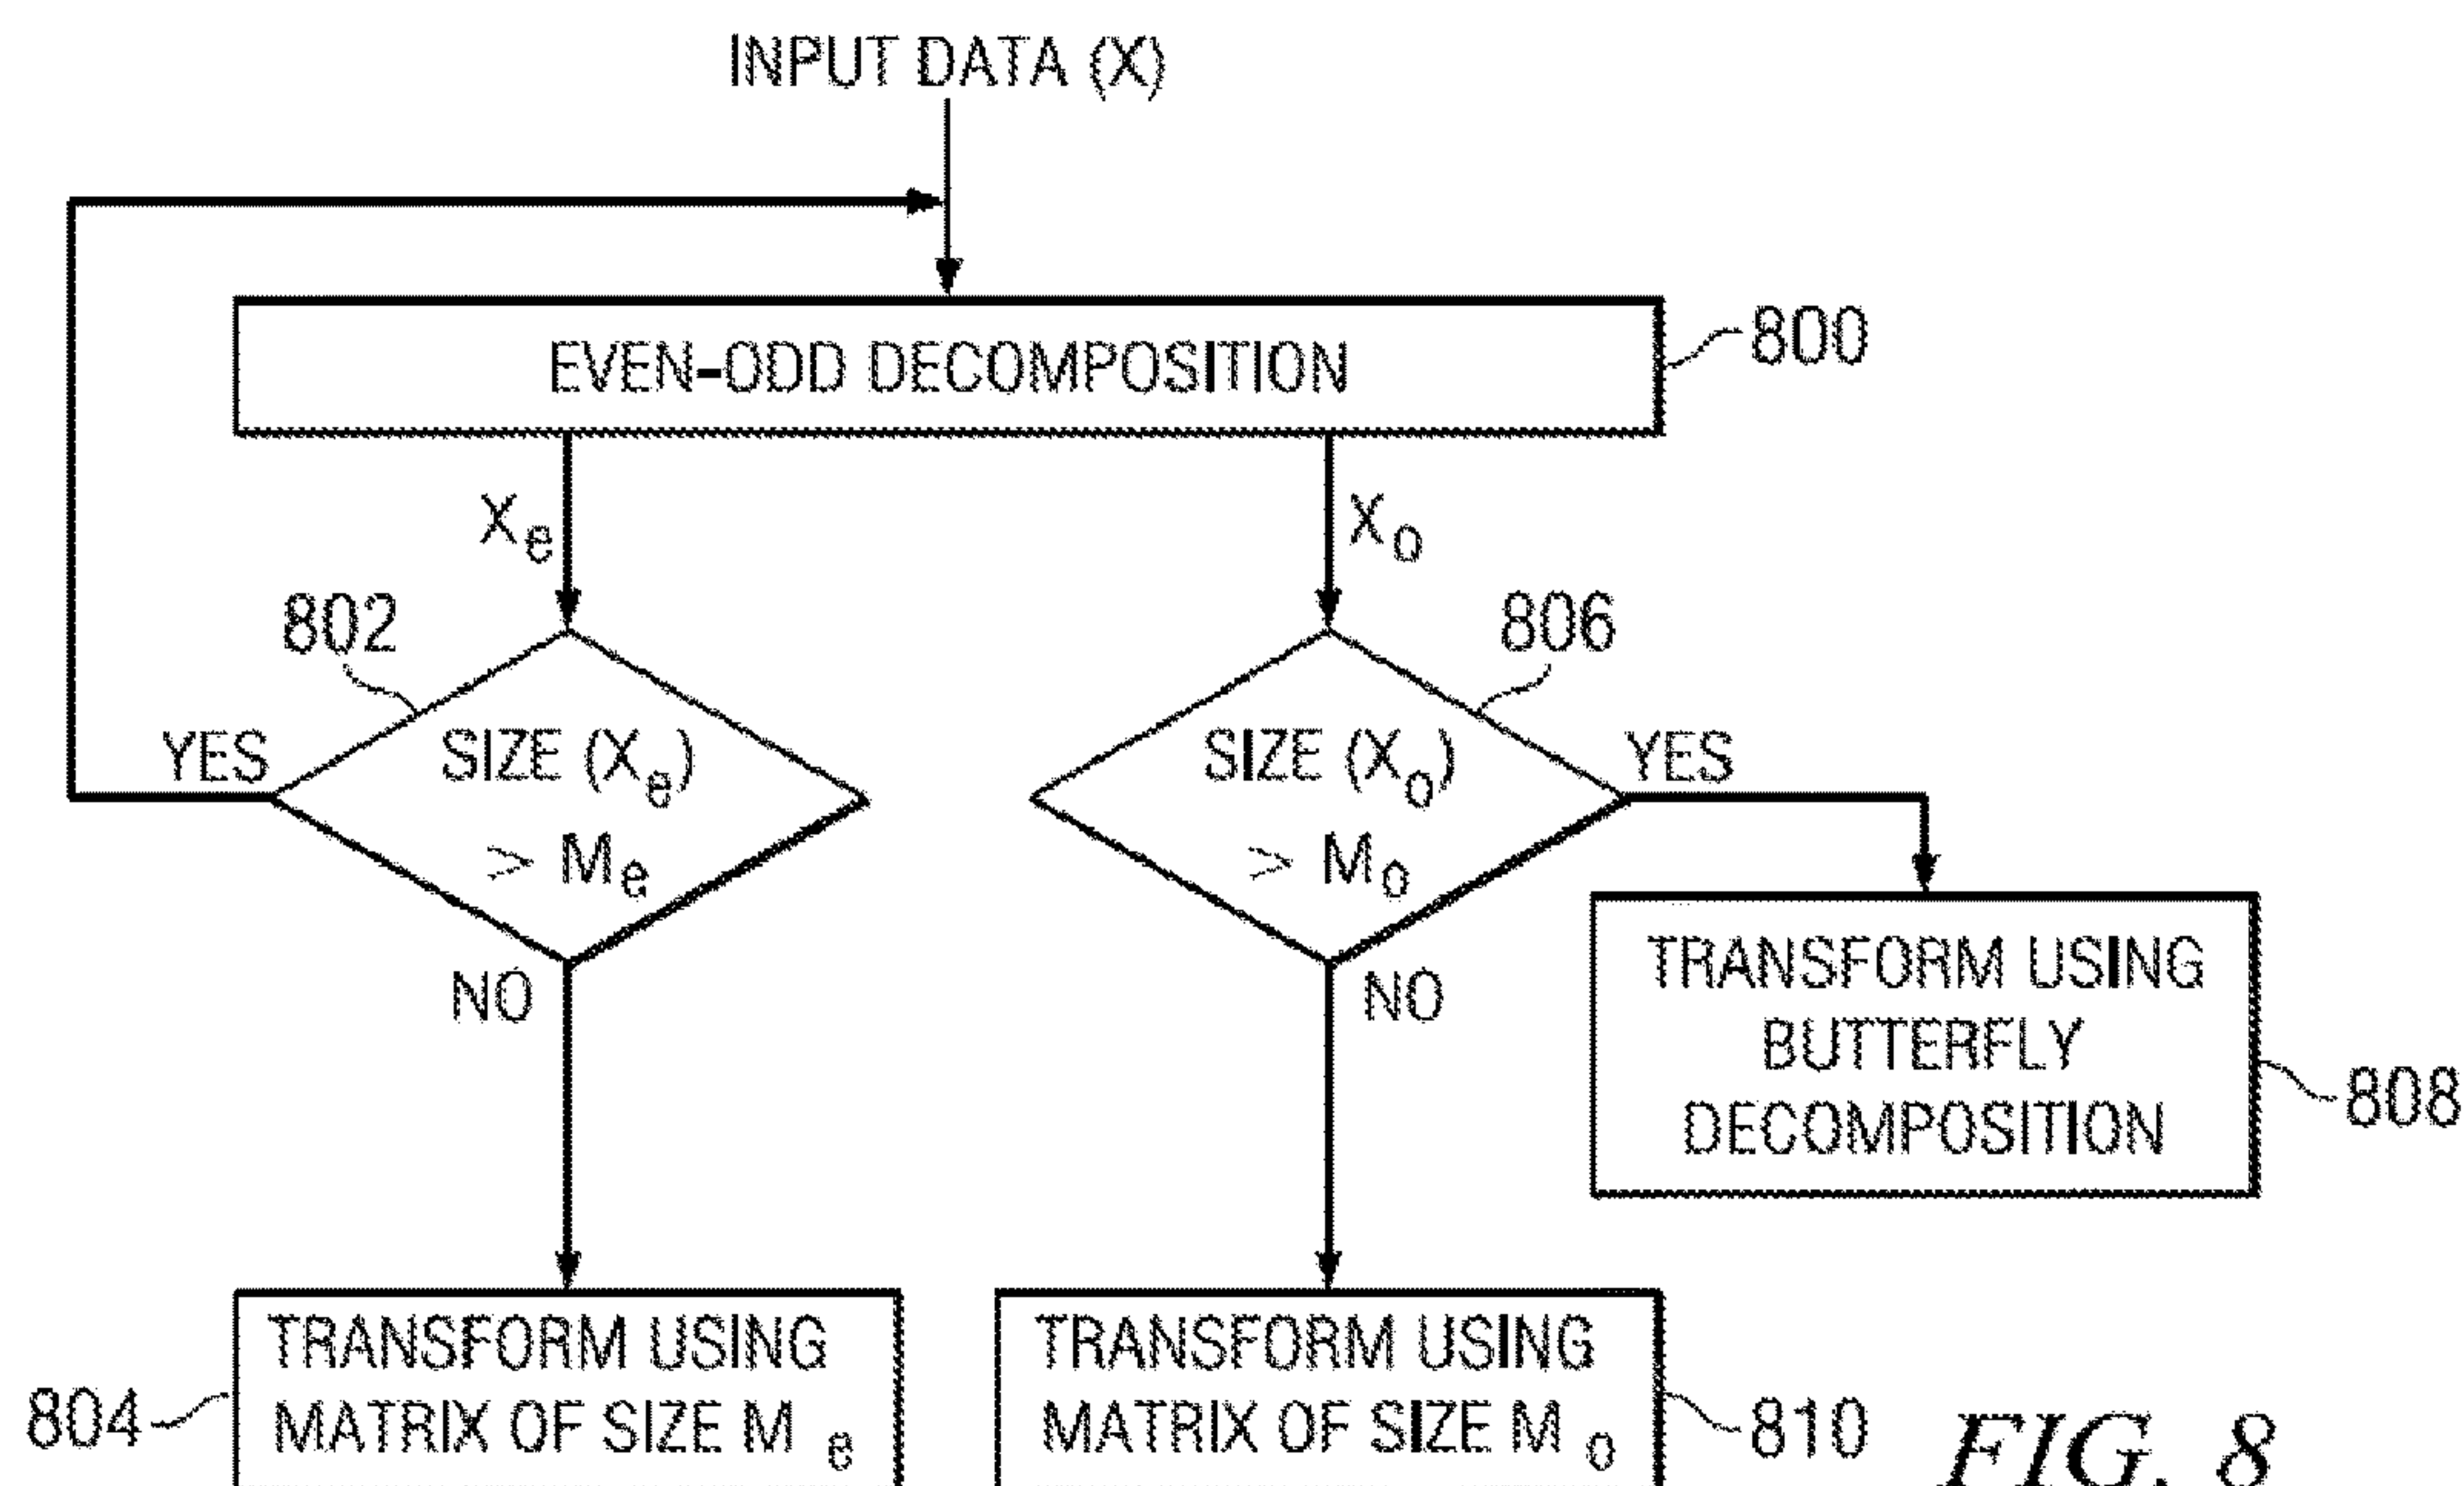 INPUT DATA (X)
EVEN-ODD DECOMPOSITION
800
Xe
Xo
802
806
YES
SIZE (Xe)
> Me
SIZE (Xo)
> Mo
YES
NO
NO
TRANSFORM USING
BUTTERFLY
DECOMPOSITION
808
TRANSFORM USING
MATRIX OF SIZE Me
804
TRANSFORM USING
MATRIX OF SIZE Mo
810
FIG. 8